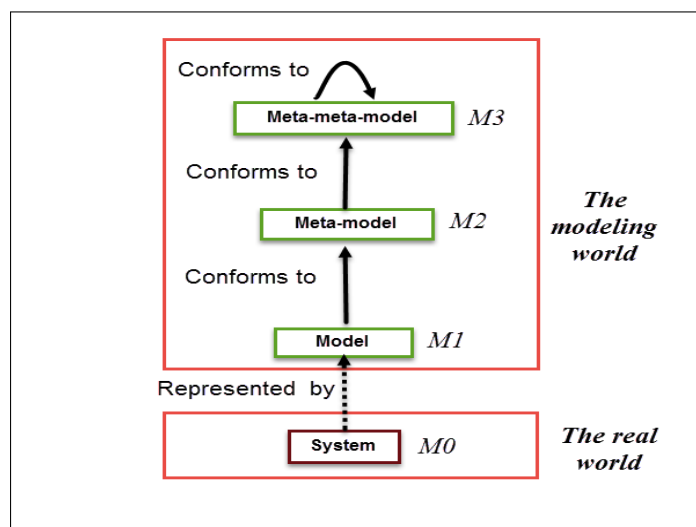 Conforms to
Meta-meta-model M3
Conforms to
Meta-model M2
The
modeling
world
Conforms to
Model M1
Represented by
System M0
The real
world